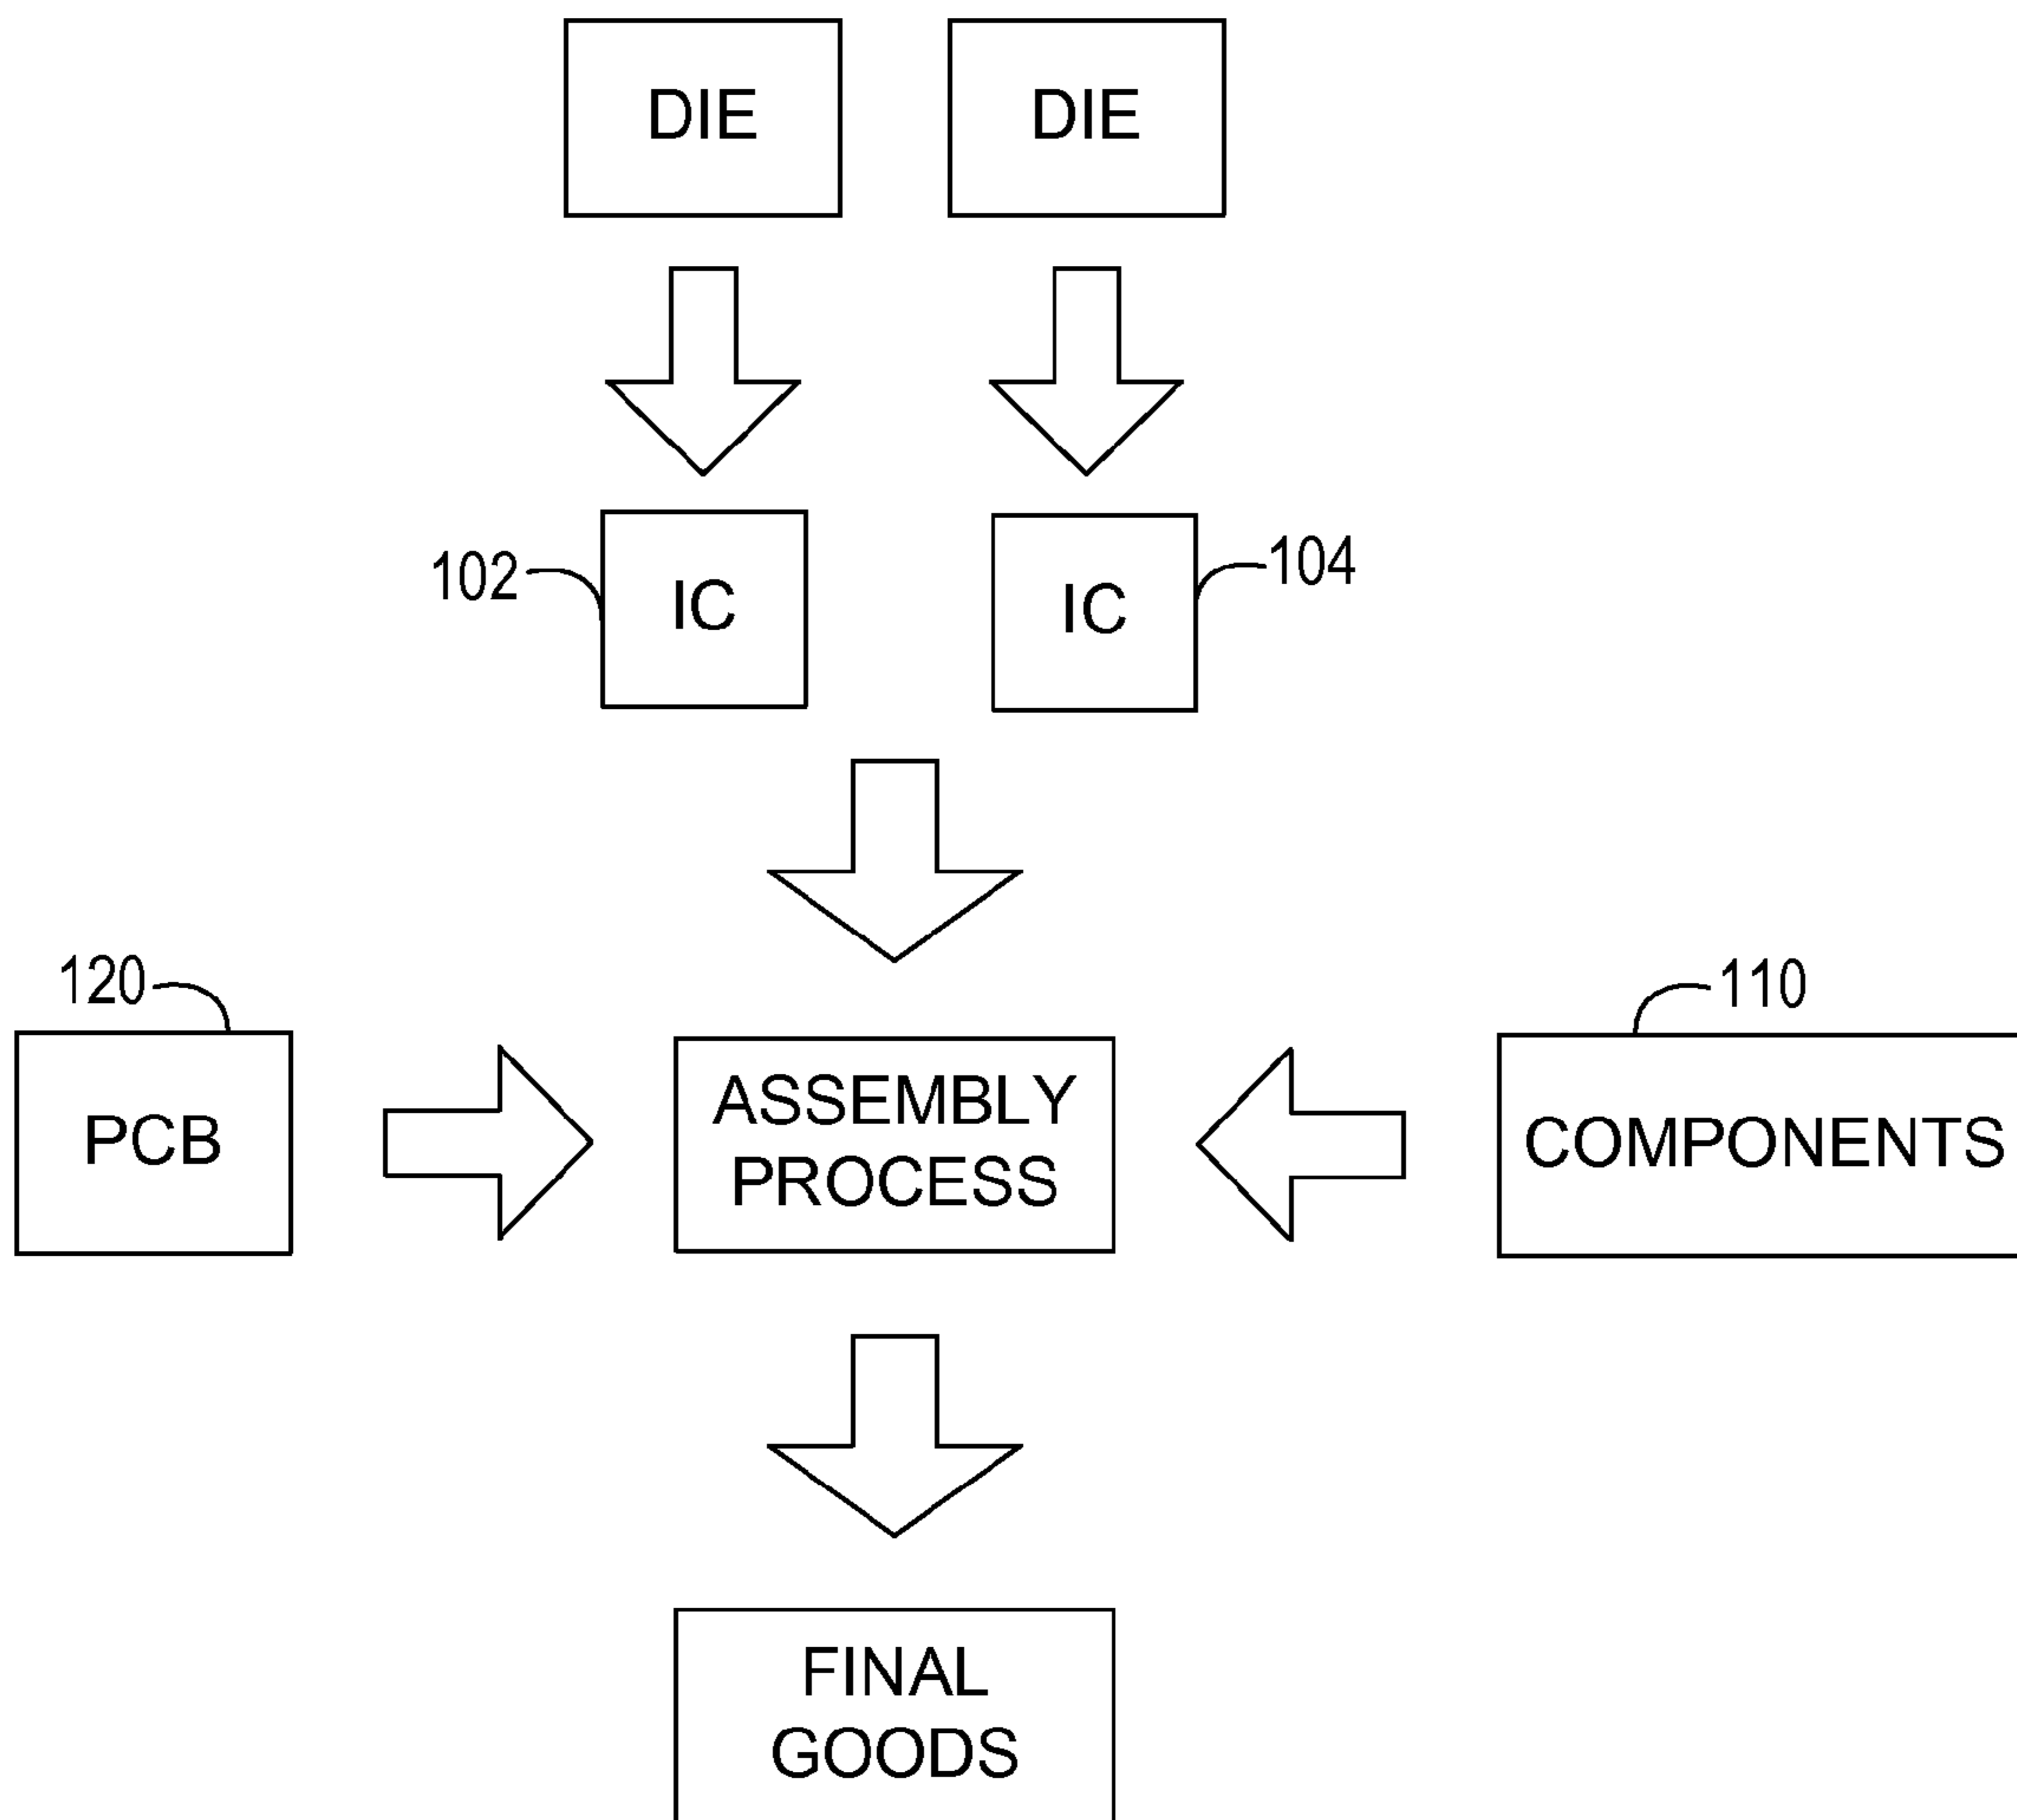 DIE
DIE
102
IC
IC
104
120
110
PCB
ASSEMBLY
PROCESS
COMPONENTS
FINAL
GOODS